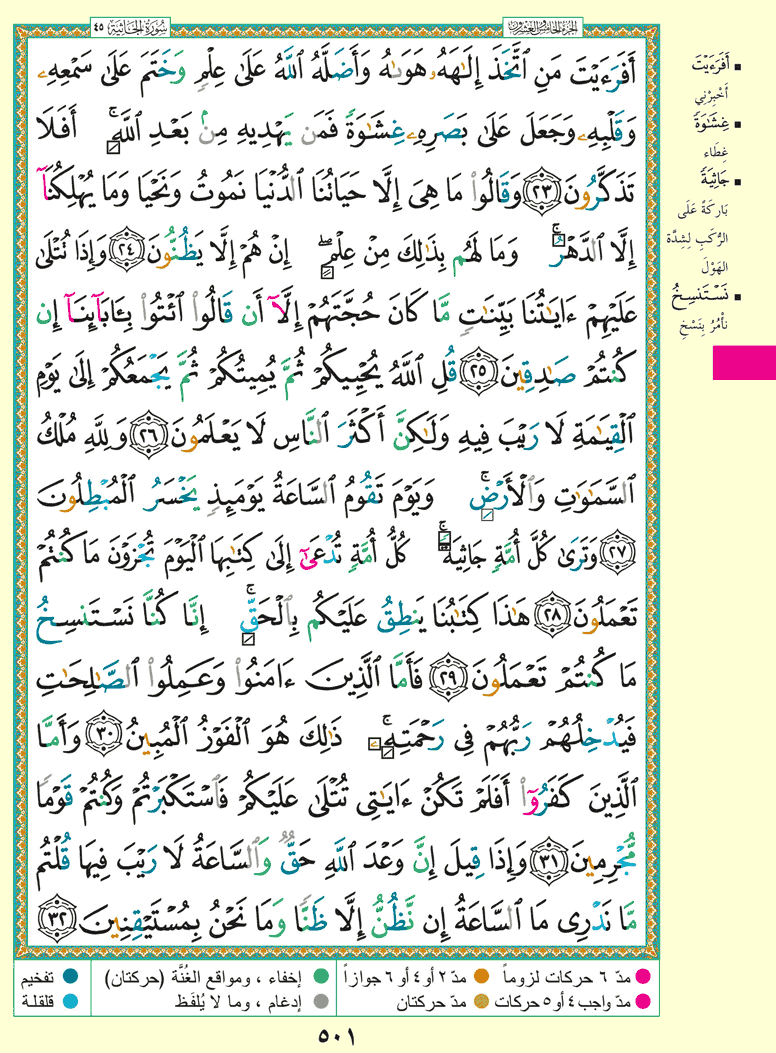 سُورَةُ الجَاثِيَة ٤٥
الجزء الخامس والعشرون
أَفَرَءَيْتَ مَنِ ٱتَّخَذَ إِلَٰهَهُۥ هَوَىٰهُ وَأَضَلَّهُ ٱللَّهُ عَلَىٰ عِلْمٍ وَخَتَمَ عَلَىٰ سَمْعِهِۦ
وَقَلْبِهِۦ وَجَعَلَ عَلَىٰ بَصَرِهِۦ غِشَٰوَةً فَمَن يَهْدِيهِ مِنۢ بَعْدِ ٱللَّهِ ۚ أَفَلَا
تَذَكَّرُونَ ٢٣ وَقَالُوا۟ مَا هِىَ إِلَّا حَيَاتُنَا ٱلدُّنْيَا نَمُوتُ وَنَحْيَا وَمَا يُهْلِكُنَآ
إِلَّا ٱلدَّهْرُ ۚ وَمَا لَهُم بِذَٰلِكَ مِنْ عِلْمٍ ۖ إِنْ هُمْ إِلَّا يَظُنُّونَ ٢٤ وَإِذَا تُتْلَىٰ
عَلَيْهِمْ ءَايَٰتُنَا بَيِّنَٰتٍ مَّا كَانَ حُجَّتَهُمْ إِلَّآ أَن قَالُوا۟ ٱئْتُوا۟ بِـَٔابَآئِنَآ إِن
كُنتُمْ صَٰدِقِينَ ٢٥ قُلِ ٱللَّهُ يُحْيِيكُمْ ثُمَّ يُمِيتُكُمْ ثُمَّ يَجْمَعُكُمْ إِلَىٰ يَوْمِ
ٱلْقِيَٰمَةِ لَا رَيْبَ فِيهِ وَلَٰكِنَّ أَكْثَرَ ٱلنَّاسِ لَا يَعْلَمُونَ ٢٦ وَلِلَّهِ مُلْكُ
ٱلسَّمَٰوَٰتِ وَٱلْأَرْضِ ۚ وَيَوْمَ تَقُومُ ٱلسَّاعَةُ يَوْمَئِذٍ يَخْسَرُ ٱلْمُبْطِلُونَ
٢٧ وَتَرَىٰ كُلَّ أُمَّةٍ جَاثِيَةً ۚ كُلُّ أُمَّةٍ تُدْعَىٰٓ إِلَىٰ كِتَٰبِهَا ٱلْيَوْمَ تُجْزَوْنَ مَا كُنتُمْ
تَعْمَلُونَ ٢٨ هَٰذَا كِتَٰبُنَا يَنطِقُ عَلَيْكُم بِٱلْحَقِّ ۚ إِنَّا كُنَّا نَسْتَنسِخُ
مَا كُنتُمْ تَعْمَلُونَ ٢٩ فَأَمَّا ٱلَّذِينَ ءَامَنُوا۟ وَعَمِلُوا۟ ٱلصَّٰلِحَٰتِ
فَيُدْخِلُهُمْ رَبُّهُمْ فِى رَحْمَتِهِۦ ۚ ذَٰلِكَ هُوَ ٱلْفَوْزُ ٱلْمُبِينُ ٣٠ وَأَمَّا
ٱلَّذِينَ كَفَرُوٓا۟ أَفَلَمْ تَكُنْ ءَايَٰتِى تُتْلَىٰ عَلَيْكُمْ فَٱسْتَكْبَرْتُمْ وَكُنتُمْ قَوْمًا
مُّجْرِمِينَ ٣١ وَإِذَا قِيلَ إِنَّ وَعْدَ ٱللَّهِ حَقٌّ وَٱلسَّاعَةُ لَا رَيْبَ فِيهَا قُلْتُم
مَّا نَدْرِى مَا ٱلسَّاعَةُ إِن نَّظُنُّ إِلَّا ظَنًّا وَمَا نَحْنُ بِمُسْتَيْقِنِينَ ٣٢
▪ أَفَرَءَيْتَ
أَخْبِرْنِي
▪ غِشَٰوَةً
غِطَاء
▪ جَاثِيَةً
بَارِكَةً عَلَى
الرُّكَبِ لِشِدَّة
الهَوْلِ
▪ نَسْتَنسِخُ
نَأْمُرُ بِنَسْخِ
مدّ ٦ حركات لزوماً
مدّ ٢ أو ٤ أو ٦ جوازاً
إخفاء ، ومواقع الغُنَّة (حركتان)
تفخيم
مدّ واجب ٤ أو ٥ حركات
مدّ حركتان
إدغام ، وما لا يُلفَظ
قلقلة
٥٠١